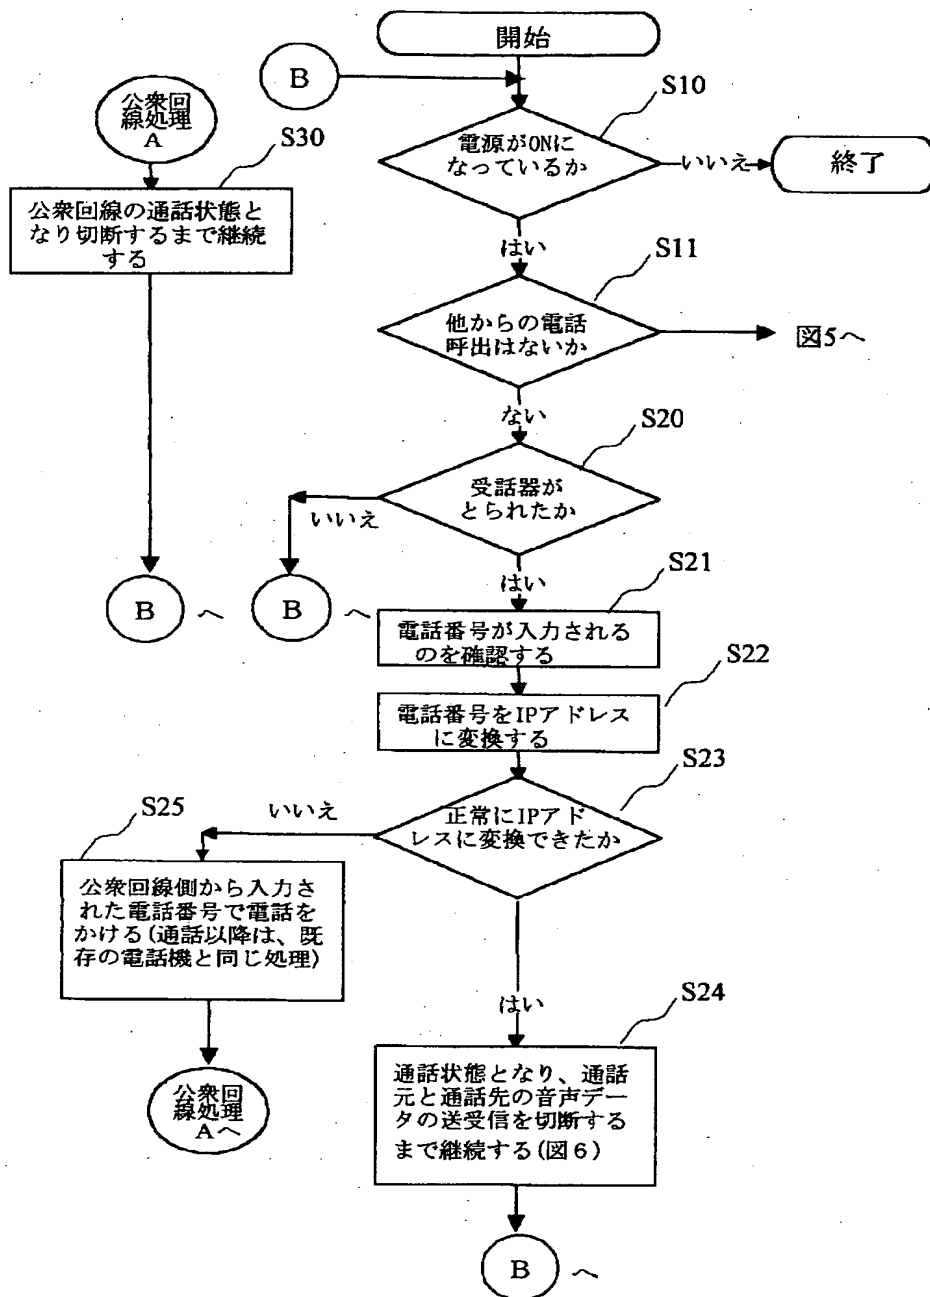 開始
B
S10
公衆回
線処理
A
S30
電源がONに
なっているか
いいえ
終了
公衆回線の通話状態と
なり切断するまで継続
する
はい
S11
他からの電話
呼出はないか
図5へ
ない
S20
受話器が
とられたか
いいえ
はい
S21
B へ
B へ
電話番号が入力される
のを確認する
S22
電話番号をIPアドレス
に変換する
S23
正常にIPアド
レスに変換できたか
いいえ
S25
公衆回線側から入力さ
れた電話番号で電話を
かける(通話以降は、既
存の電話機と同じ処理)
はい
S24
通話状態となり、通話
元と通話先の音声デー
タの送受信を切断する
まで継続する(図6)
公衆回
線処理
Aへ
B へ